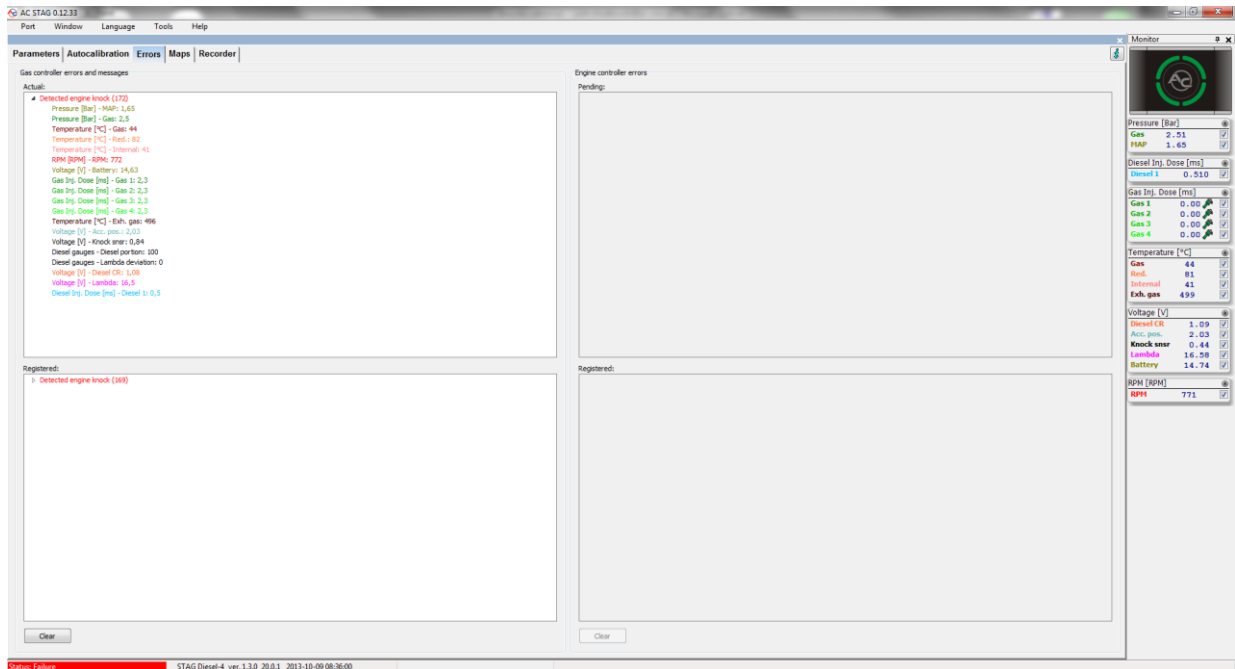 AC STAG 0.12.33
Port Window Language Tools Help
Parameters Autocalibration Errors Maps Recorder
Gas controller errors and messages
Actual:
Detected engine knock (172)
Pressure [Bar] - MAP: 1,65
Pressure [Bar] - Gas: 2,5
Temperature [°C] - Gas: 44
Temperature [°C] - Red.: 82
Temperature [°C] - Internal: 41
RPM [RPM] - RPM: 772
Voltage [V] - Battery: 14,63
Gas Inj. Dose [ms] - Gas 1: 2,3
Gas Inj. Dose [ms] - Gas 2: 2,3
Gas Inj. Dose [ms] - Gas 3: 2,3
Gas Inj. Dose [ms] - Gas 4: 2,3
Temperature [°C] - Exh. gas: 496
Voltage [V] - Acc. pos.: 2,03
Voltage [V] - Knock snsr: 0,84
Diesel gauges - Diesel portion: 100
Diesel gauges - Lambda deviation: 0
Voltage [V] - Diesel CR: 1,08
Voltage [V] - Lambda: 16,5
Diesel Inj. Dose [ms] - Diesel 1: 0,5
Registered:
Detected engine knock (169)
Clear
Engine controller errors
Pending:
Registered:
Clear
Monitor
AC
Pressure [Bar]
Gas 2.51
MAP 1.65
Diesel Inj. Dose [ms]
Diesel 1 0.510
Gas Inj. Dose [ms]
Gas 1 0.00
Gas 2 0.00
Gas 3 0.00
Gas 4 0.00
Temperature [°C]
Gas 44
Red. 81
Internal 41
Exh. gas 499
Voltage [V]
Diesel CR 1.09
Acc. pos. 2.03
Knock snsr 0.44
Lambda 16.58
Battery 14.74
RPM [RPM]
RPM 771
Status: Failure STAG Diesel-4 ver. 1.3.0 20.0.1 2013-10-09 08:36:00